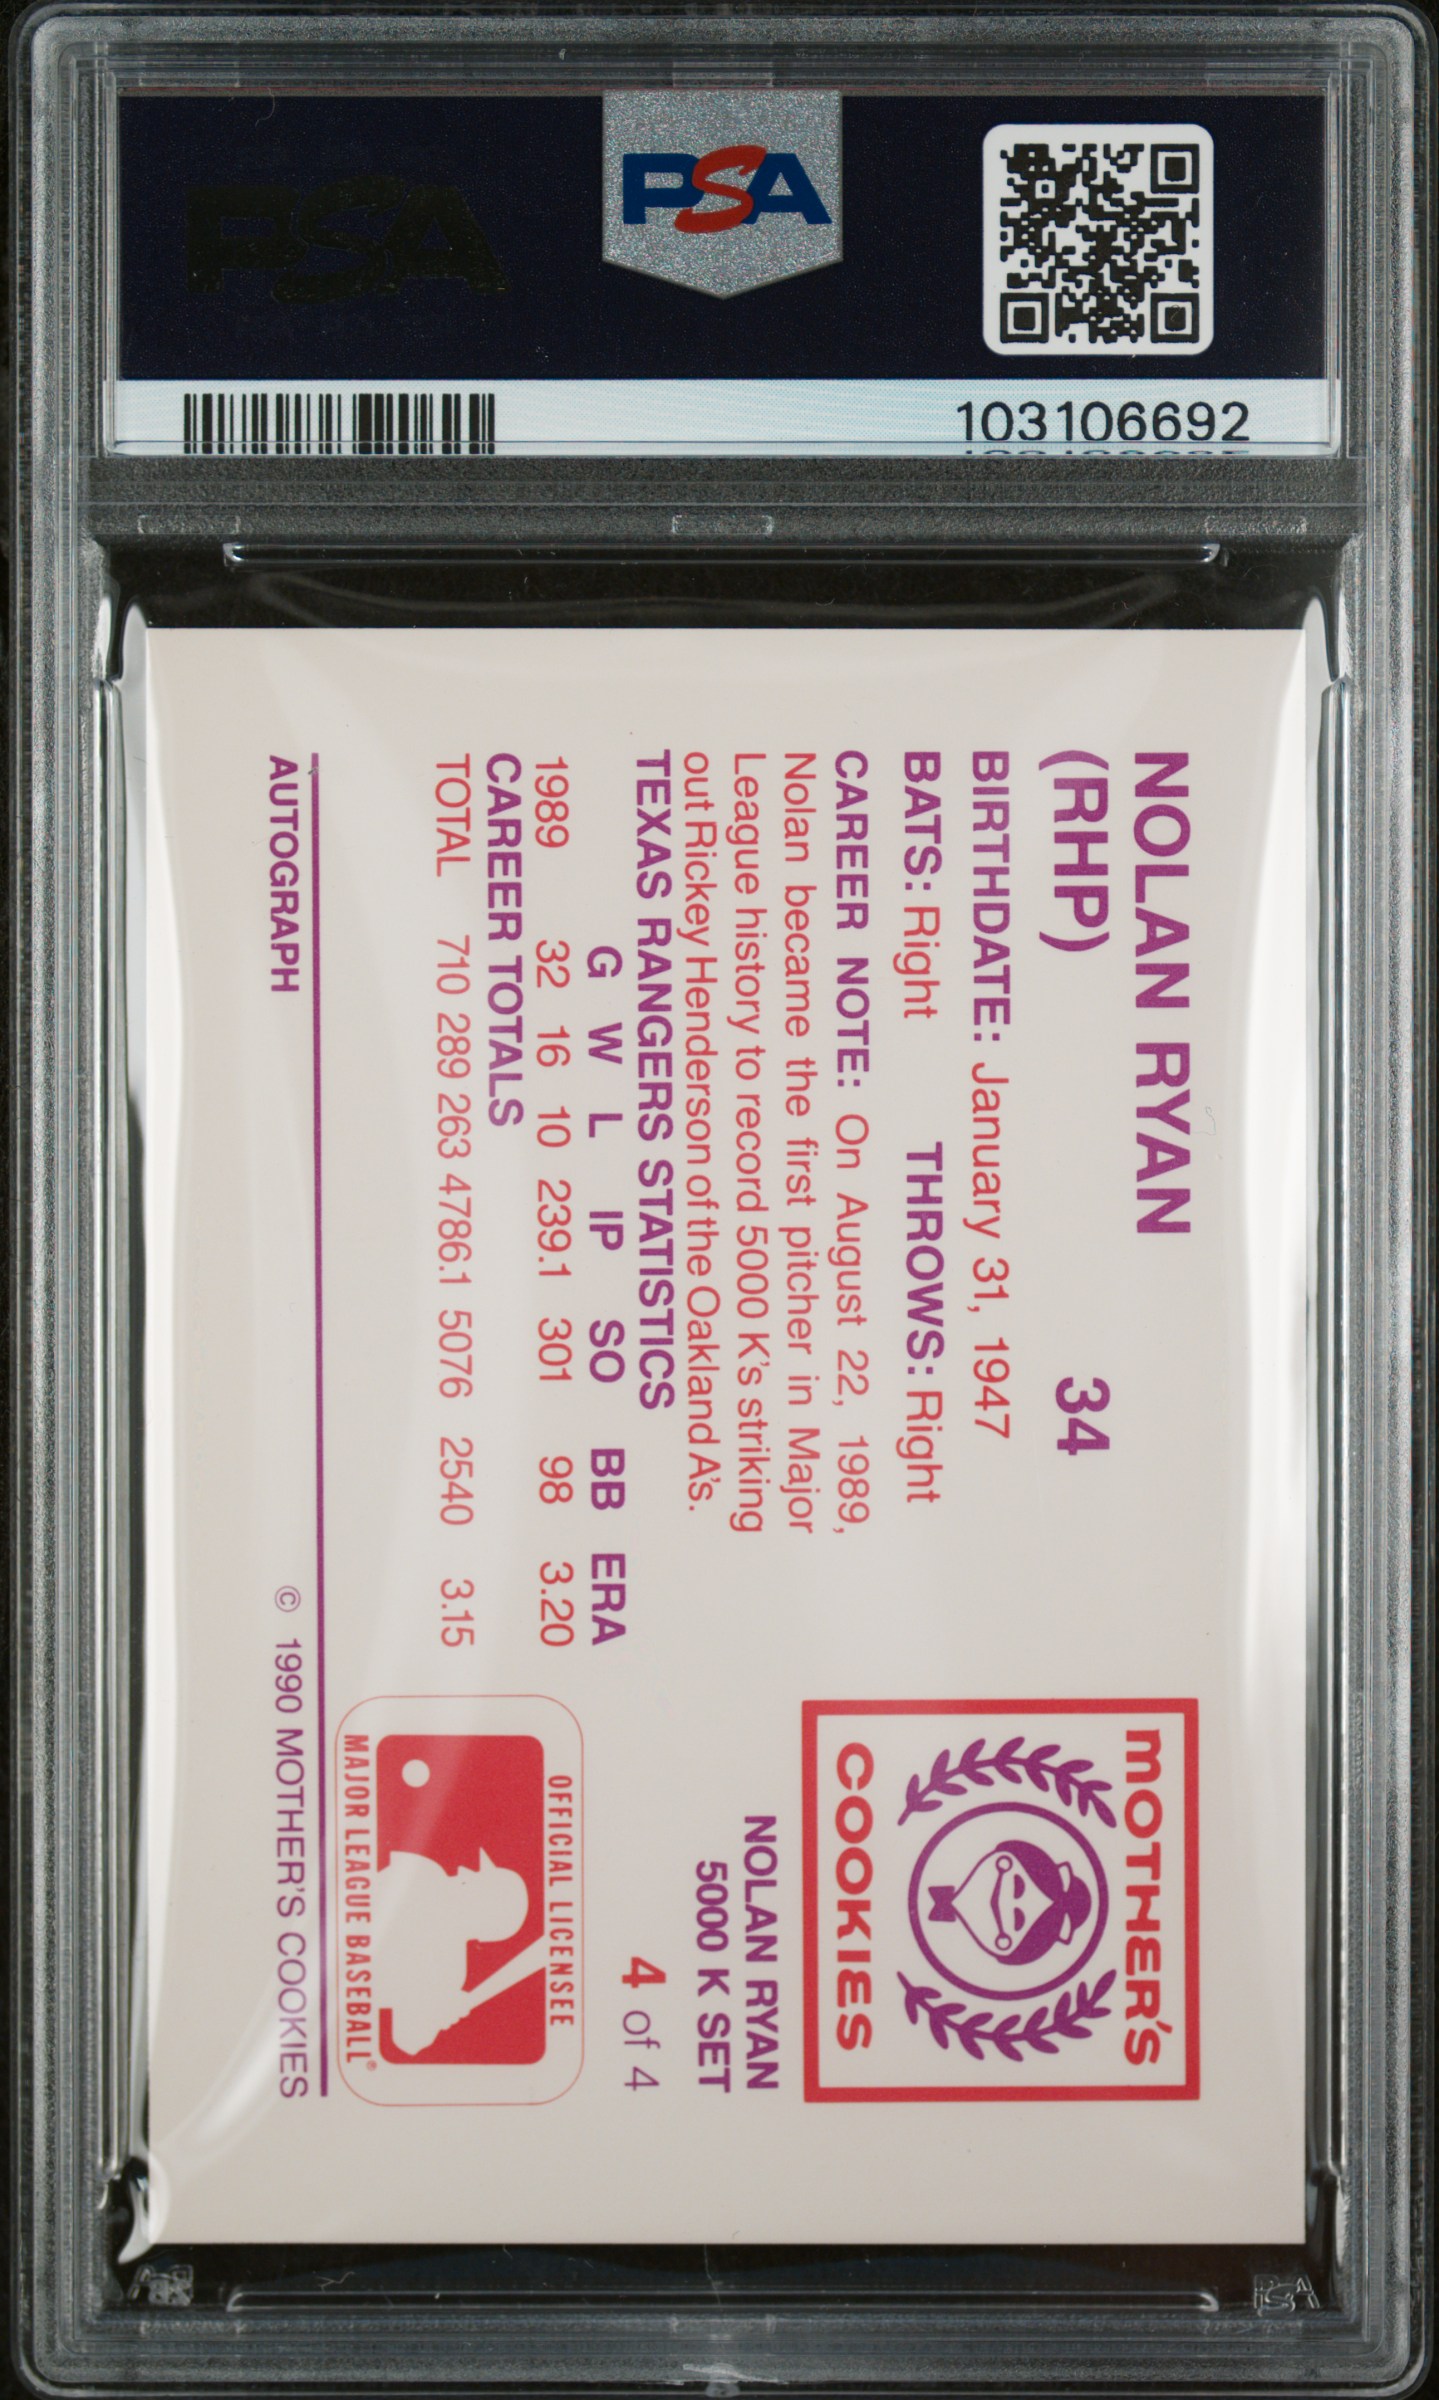 PSA
PSA
103106692
NOLAN RYAN
(RHP) 34
BIRTHDATE: January 31, 1947
BATS: Right THROWS: Right
CAREER NOTE: On August 22, 1989,
Nolan became the first pitcher in Major
League history to record 5000 K's striking
out Rickey Henderson of the Oakland A's.
TEXAS RANGERS STATISTICS
G W L IP SO BB ERA
1989 32 16 10 239.1 301 98 3.20
CAREER TOTALS
TOTAL 710 289 263 4786.1 5076 2540 3.15
AUTOGRAPH
© 1990 MOTHER'S COOKIES
MOTHER'S
COOKIES
NOLAN RYAN
5000 K SET
4 of 4
OFFICIAL LICENSEE
MAJOR LEAGUE BASEBALL®
PSA